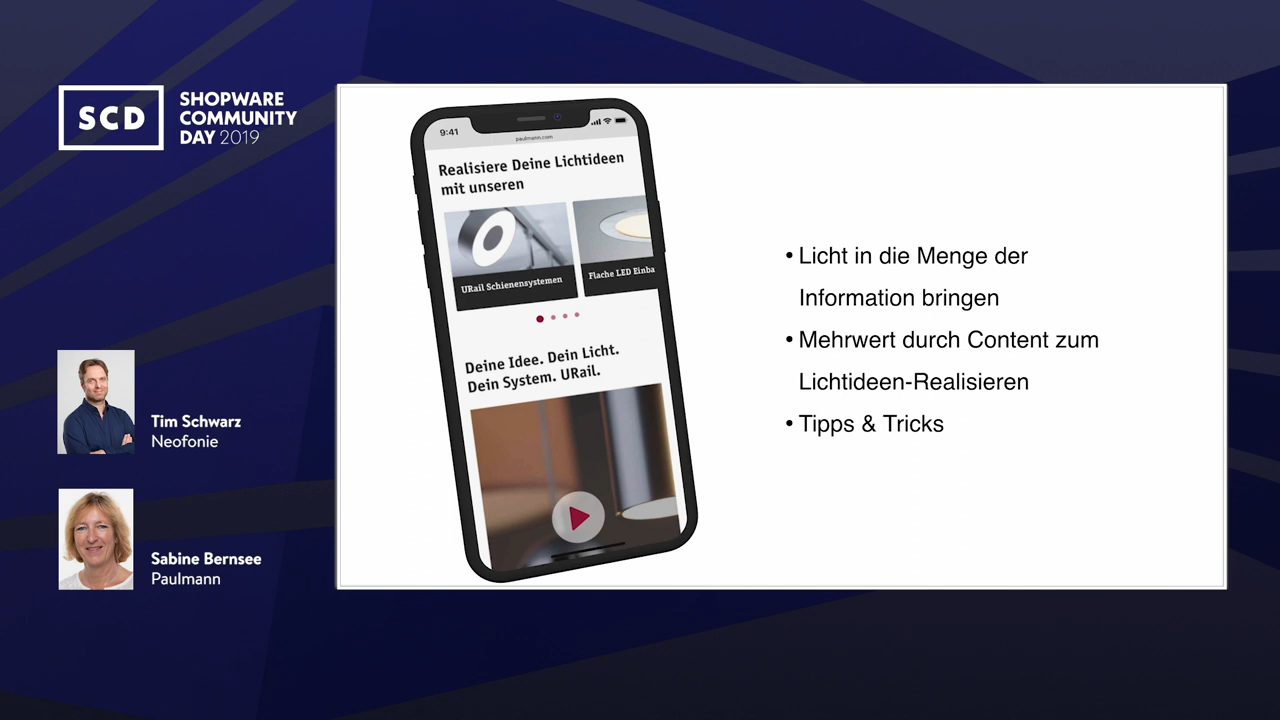 SCD
SHOPWARE
COMMUNITY
DAY 2019
Tim Schwarz
Neofonie
Sabine Bernsee
Paulmann
9:41
paulmann.com
Realisiere Deine Lichtideen
mit unseren
URail Schienensystemen
Flache LED Einba
Deine Idee. Dein Licht.
Dein System. URail.
• Licht in die Menge der
Information bringen
• Mehrwert durch Content zum
Lichtideen-Realisieren
• Tipps & Tricks